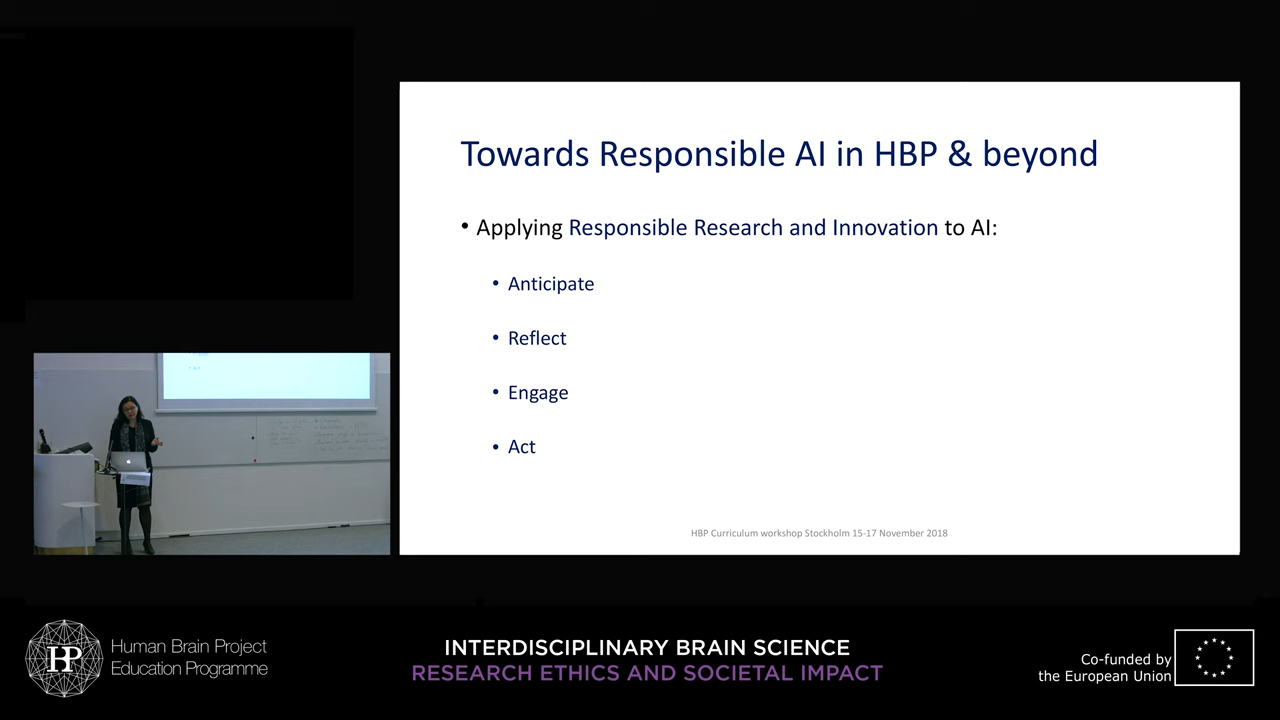 Towards Responsible AI in HBP & beyond
• Applying Responsible Research and Innovation to AI:
• Anticipate
• Reflect
• Engage
• Act
HBP Curriculum workshop Stockholm 15-17 November 2018
HP
Human Brain Project
Education Programme
INTERDISCIPLINARY BRAIN SCIENCE
RESEARCH ETHICS AND SOCIETAL IMPACT
Co-funded by
the European Union